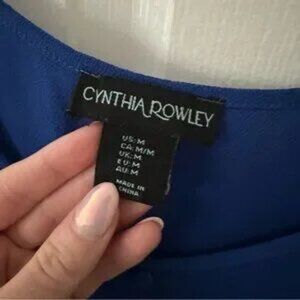 CYNTHIA ROWLEY
US:M
CA:M/M
UK:M
EU:M
AU:M
MADE IN
CHINA